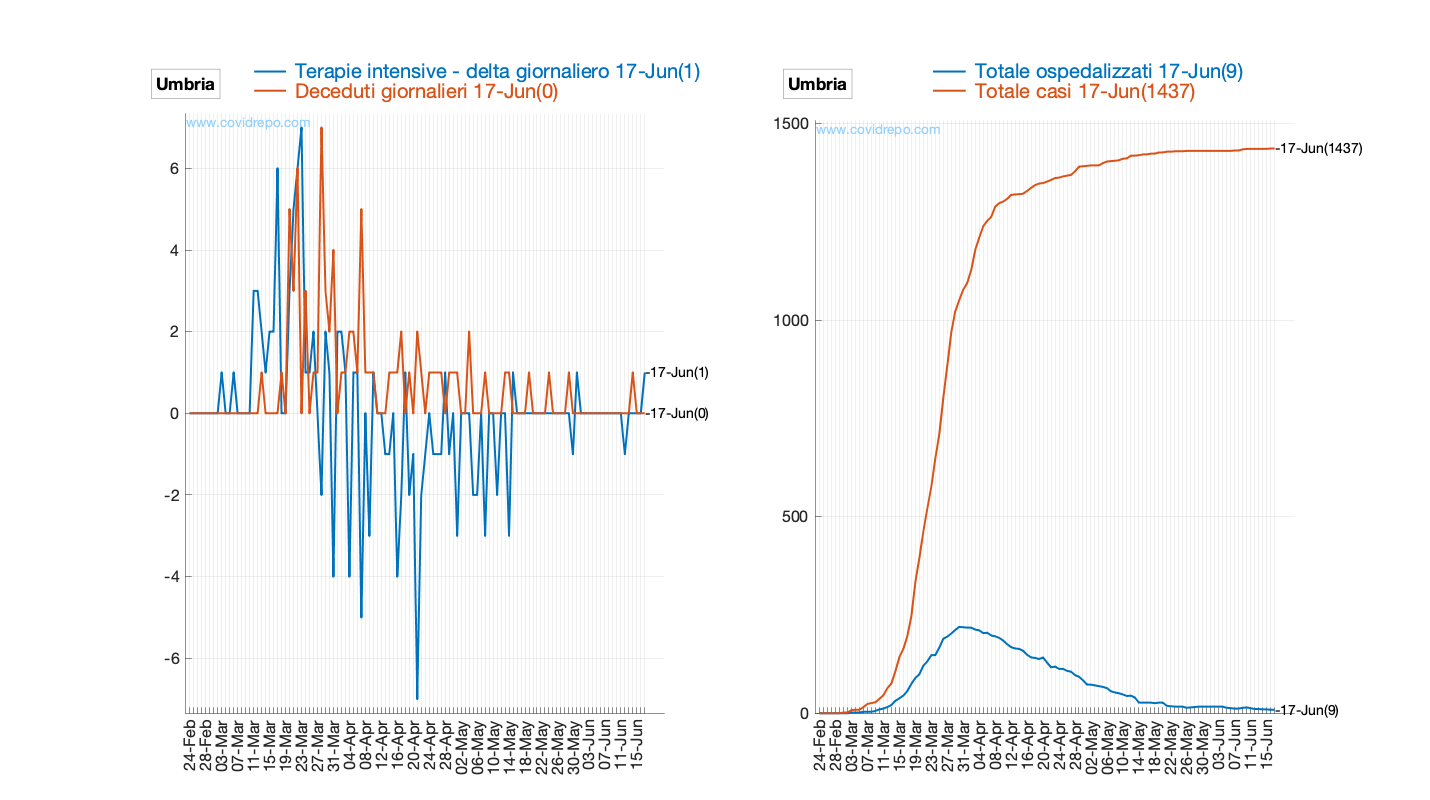 Umbria
Terapie intensive - delta giornaliero 17-Jun(1)
Deceduti giornalieri 17-Jun(0)
www.covidrepo.com
6
4
2
0
-2
-4
-6
-17-Jun(1)
-17-Jun(0)
24-Feb
28-Feb
03-Mar
07-Mar
11-Mar
15-Mar
19-Mar
23-Mar
27-Mar
31-Mar
04-Apr
08-Apr
12-Apr
16-Apr
20-Apr
24-Apr
28-Apr
02-May
06-May
10-May
14-May
18-May
22-May
26-May
30-May
03-Jun
07-Jun
11-Jun
15-Jun
Umbria
Totale ospedalizzati 17-Jun(9)
Totale casi 17-Jun(1437)
www.covidrepo.com
1500
1000
500
0
-17-Jun(1437)
-17-Jun(9)
24-Feb
28-Feb
03-Mar
07-Mar
11-Mar
15-Mar
19-Mar
23-Mar
27-Mar
31-Mar
04-Apr
08-Apr
12-Apr
16-Apr
20-Apr
24-Apr
28-Apr
02-May
06-May
10-May
14-May
18-May
22-May
26-May
30-May
03-Jun
07-Jun
11-Jun
15-Jun